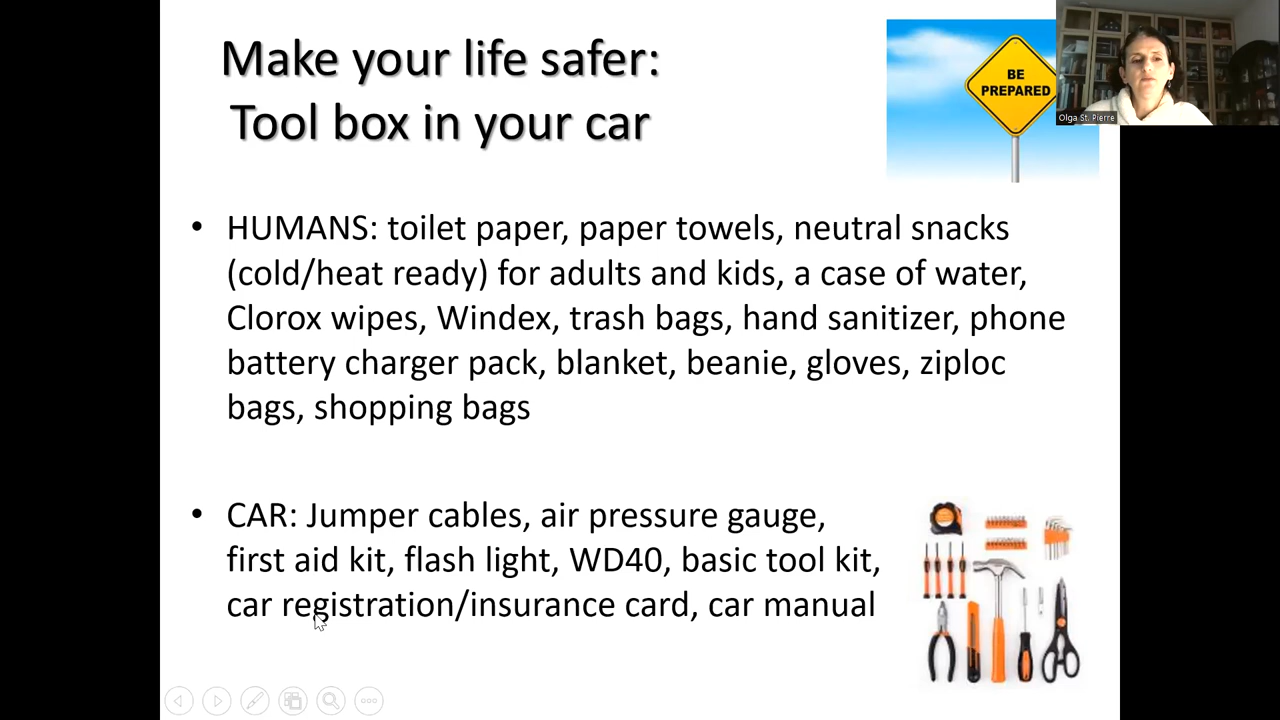 Make your life safer:
Tool box in your car
BE
PREPARED
Olga St. Pierre
• HUMANS: toilet paper, paper towels, neutral snacks
(cold/heat ready) for adults and kids, a case of water,
Clorox wipes, Windex, trash bags, hand sanitizer, phone
battery charger pack, blanket, beanie, gloves, ziploc
bags, shopping bags
• CAR: Jumper cables, air pressure gauge,
first aid kit, flash light, WD40, basic tool kit,
car registration/insurance card, car manual